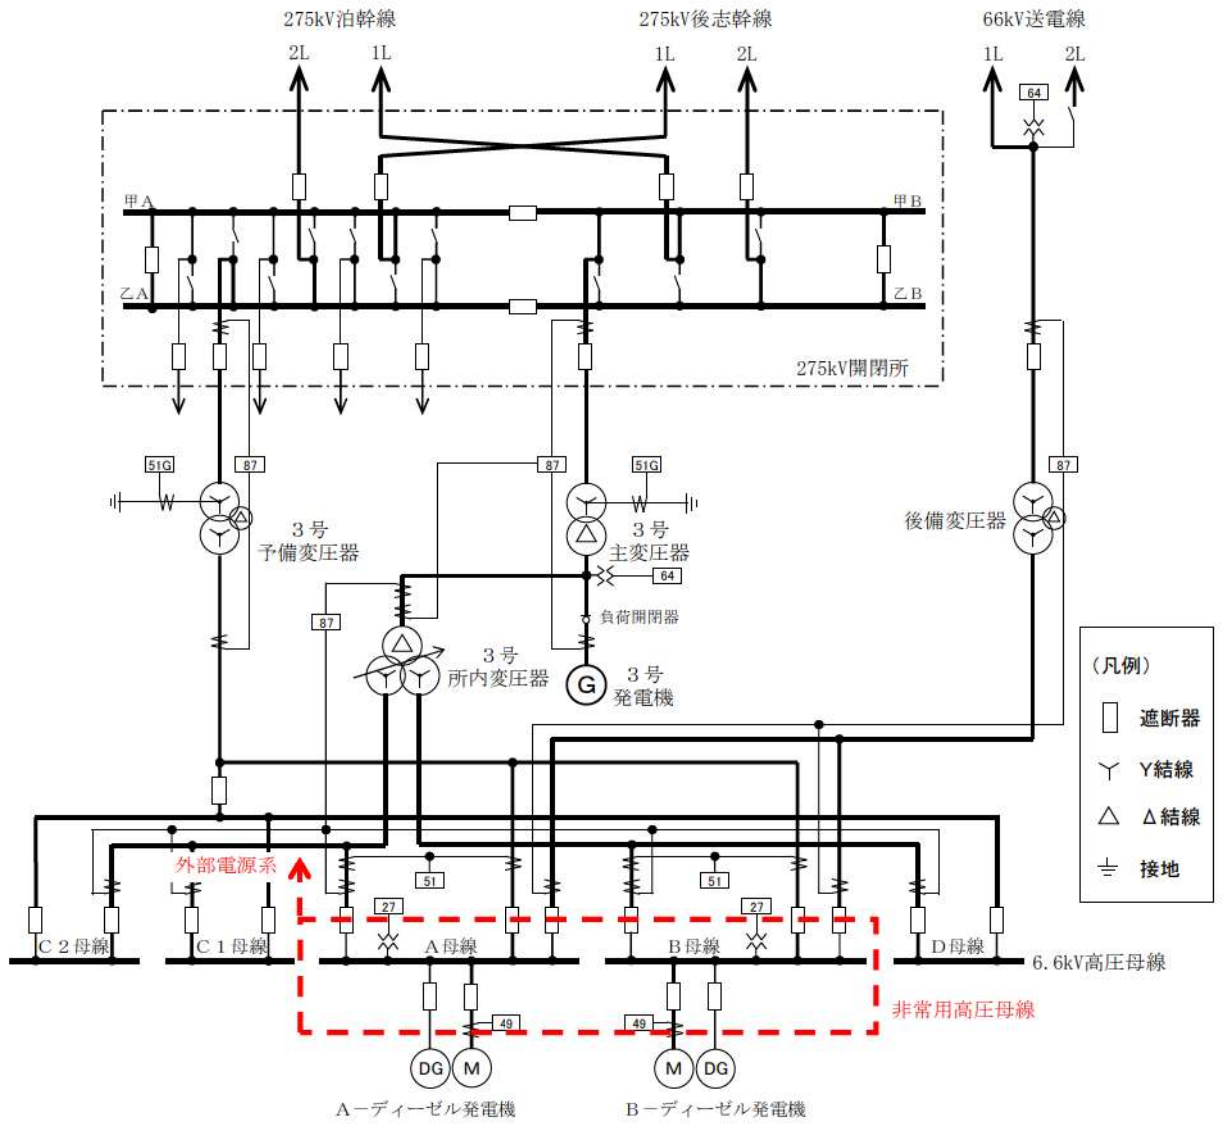 275kV泊幹線
275kV後志幹線
66kV送電線
2L
1L
1L
2L
1L
2L
64
甲A
甲B
乙A
乙B
275kV開閉所
51G
87
87
51G
87
3号
予備変圧器
3号
主変圧器
後備変圧器
64
87
負荷開閉器
3号
所内変圧器
G
3号
発電機
(凡例)
遮断器
Y結線
Δ結線
接地
外部電源系
51
51
27
27
C2母線
C1母線
A母線
B母線
D母線
6.6kV高圧母線
非常用高圧母線
49
49
DG
M
M
DG
A-ディーゼル発電機
B-ディーゼル発電機